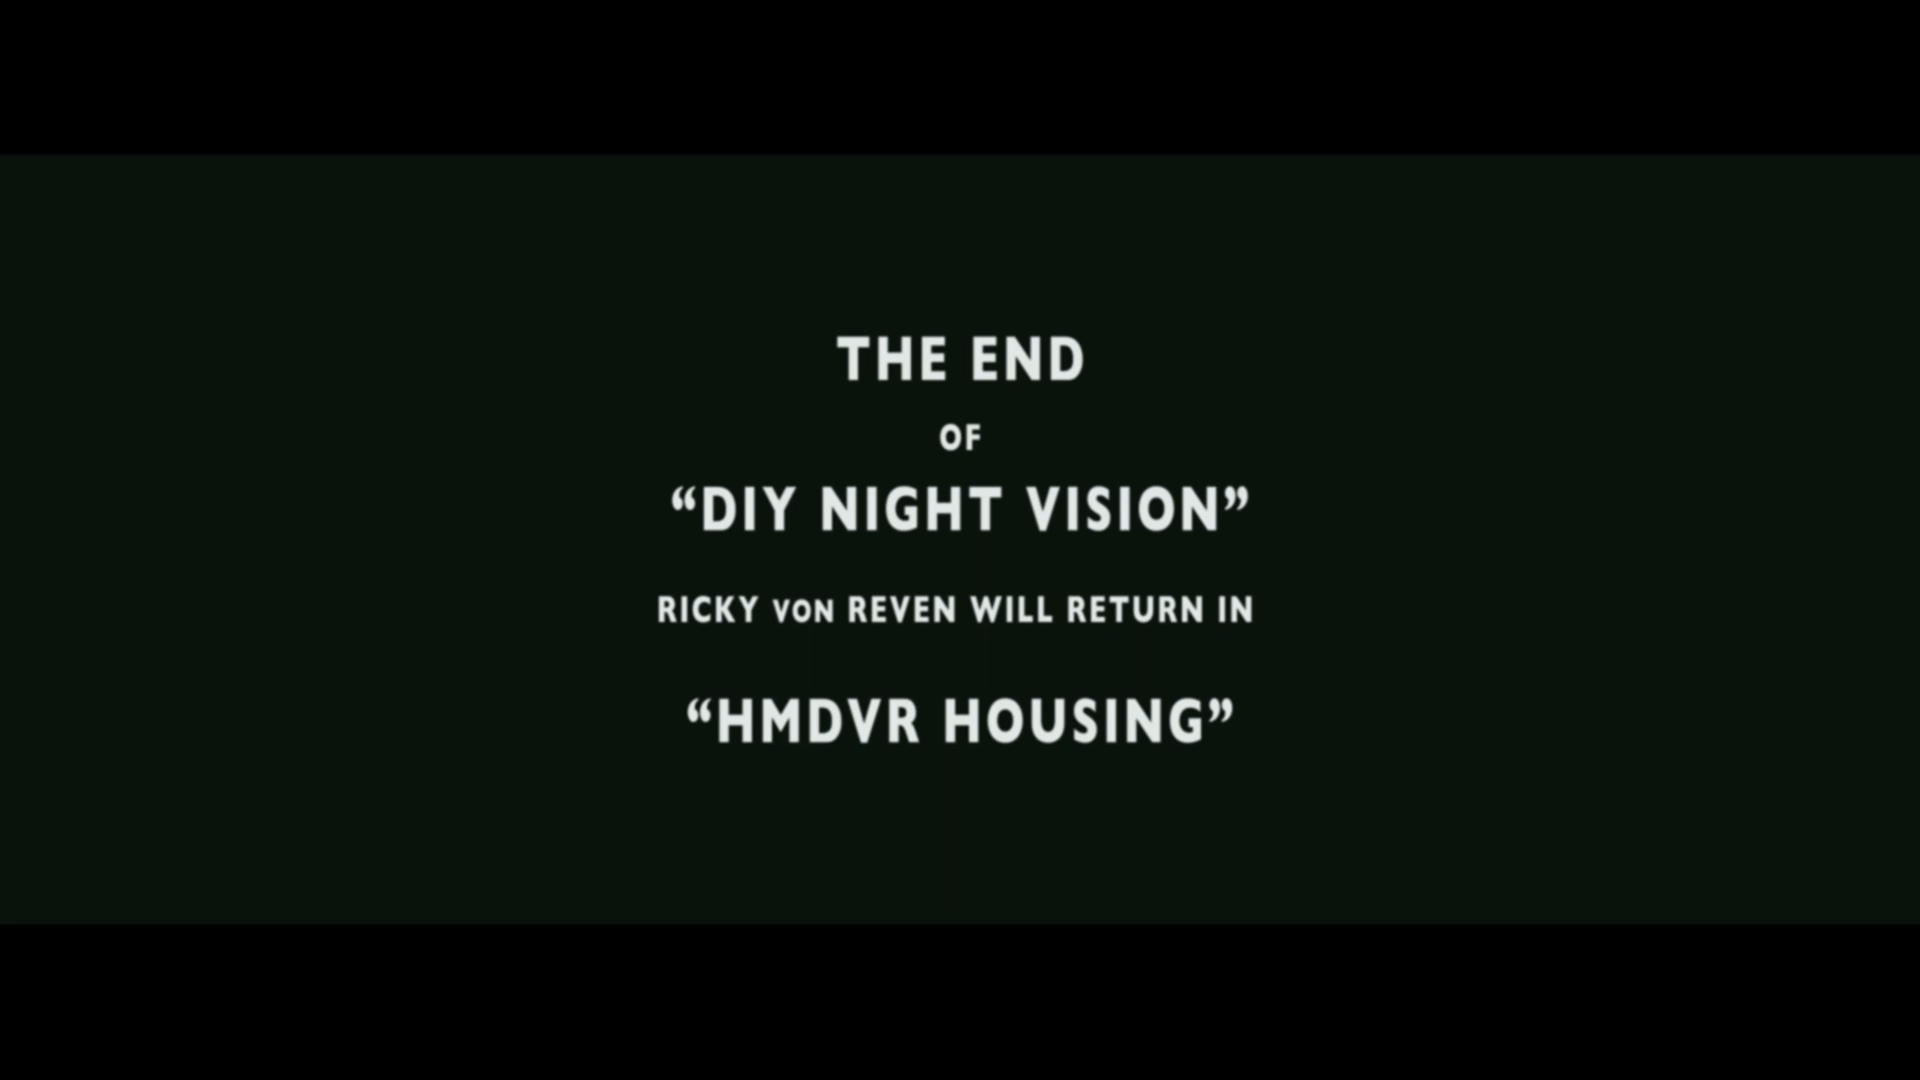 THE END
OF
“DIY NIGHT VISION”
RICKY VON REVEN WILL RETURN IN
“HMDVR HOUSING”